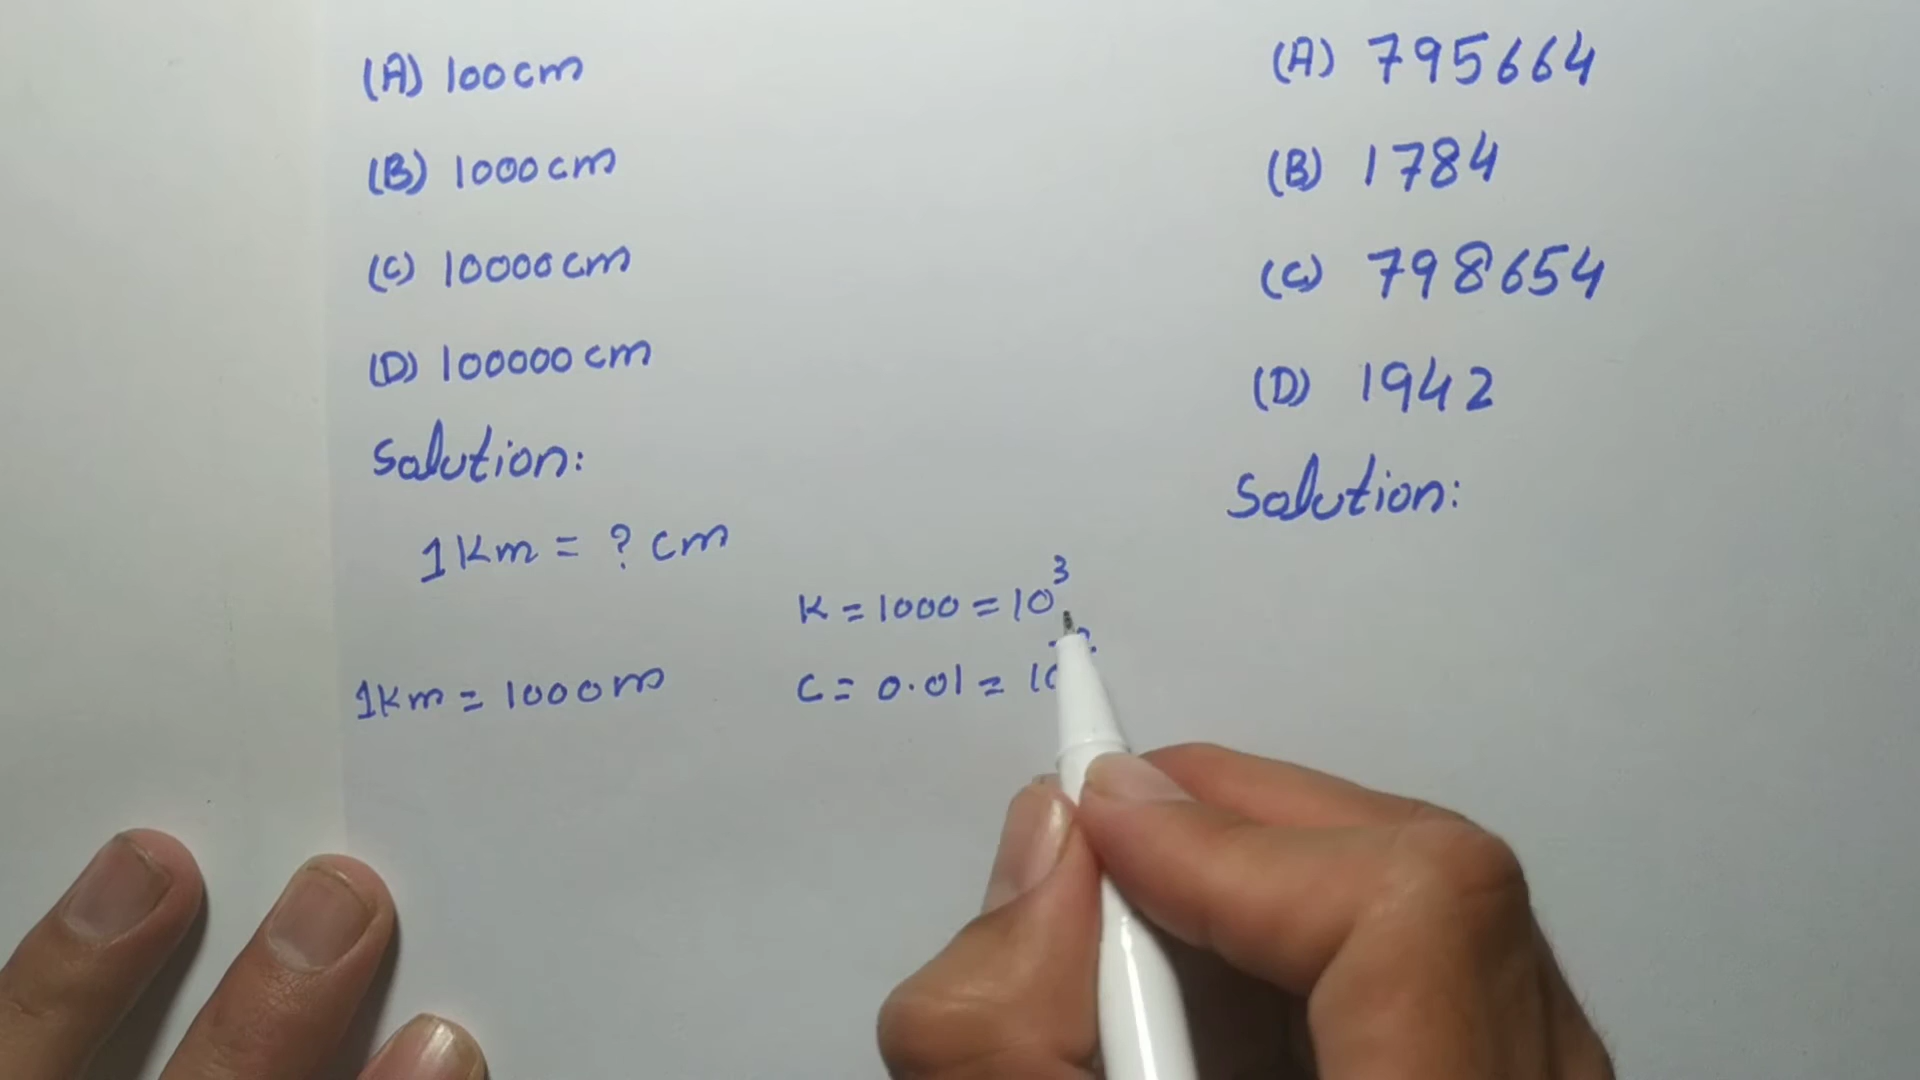 (A) 100cm
(B) 1000cm
(C) 10000cm
(D) 100000cm
Solution:
1Km = ? cm
K = 1000 = 10³
1Km = 1000m
C = 0.01 = 10
(A) 795664
(B) 1784
(C) 798654
(D) 1942
Solution: